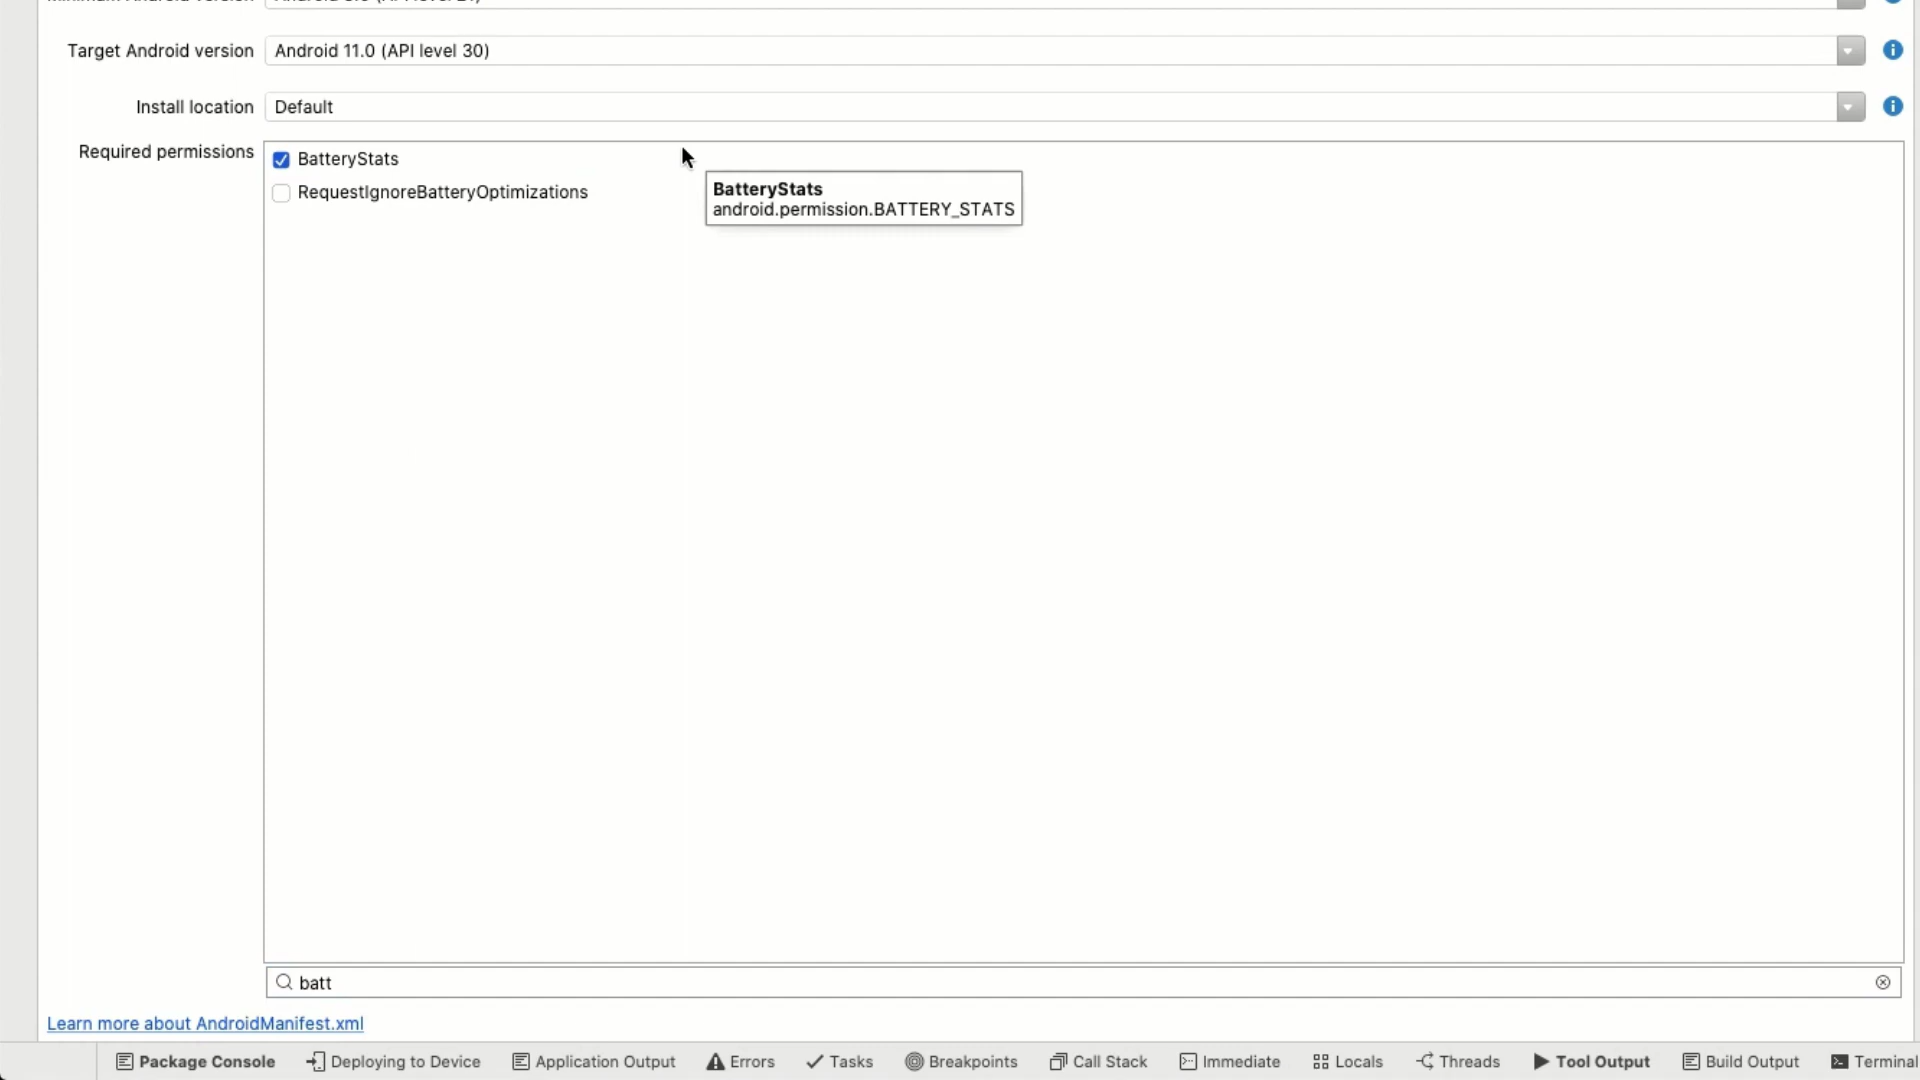 Target Android version
Android 11.0 (API level 30)
Install location
Default
Required permissions
BatteryStats
RequestIgnoreBatteryOptimizations
BatteryStats
android.permission.BATTERY_STATS
batt
Learn more about AndroidManifest.xml
Package Console
Deploying to Device
Application Output
Errors
Tasks
Breakpoints
Call Stack
Immediate
Locals
Threads
Tool Output
Build Output
Terminal